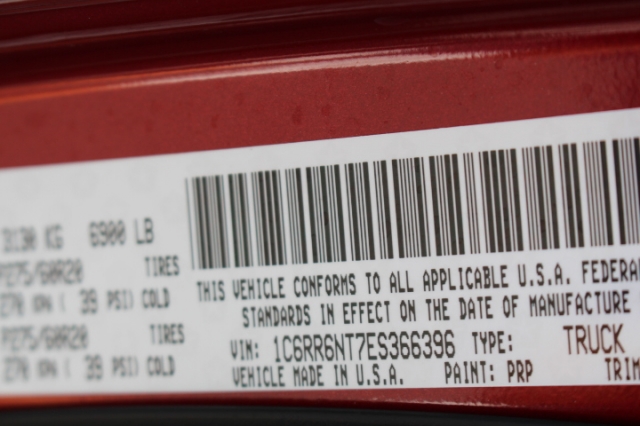 3130 KG 6900 LB
P275/60R20 TIRES
270 KPA ( 39 PSI) COLD
P275/60R20 TIRES
270 KPA ( 39 PSI) COLD
THIS VEHICLE CONFORMS TO ALL APPLICABLE U.S.A. FEDERA
STANDARDS IN EFFECT ON THE DATE OF MANUFACTURE
VIN: 1C6RR6NT7ES366396 TYPE: TRUCK
VEHICLE MADE IN U.S.A. PAINT: PRP TRIM